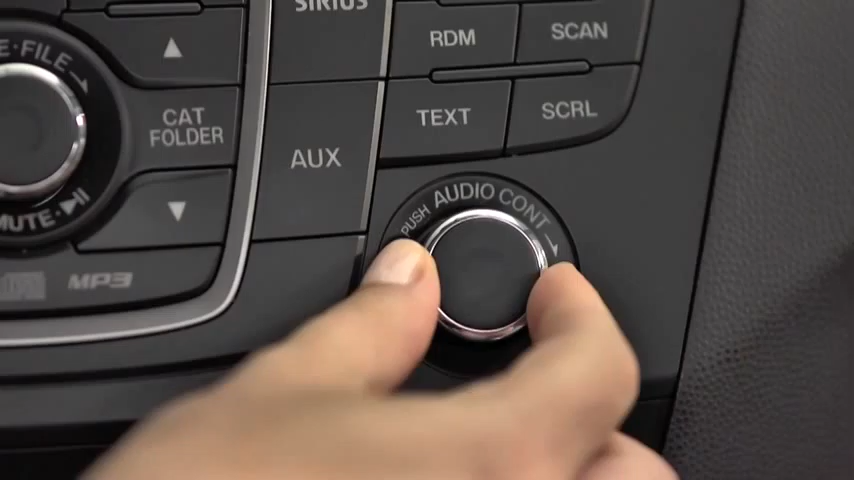 SIRIUS
RDM
SCAN
E·FILE
CAT
FOLDER
TEXT
SCRL
AUX
PUSH AUDIO CONT
MUTE·
MP3